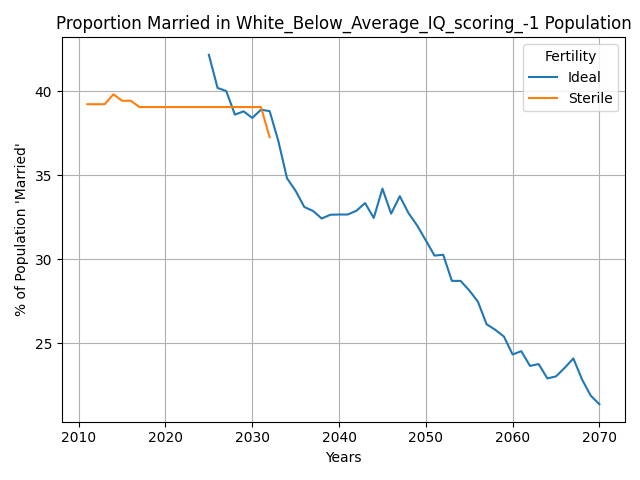 Proportion Married in White_Below_Average_IQ_scoring_-1 Population
% of Population 'Married'
40
35
30
25
Fertility
Ideal
Sterile
2010 2020 2030 2040 2050 2060 2070
Years